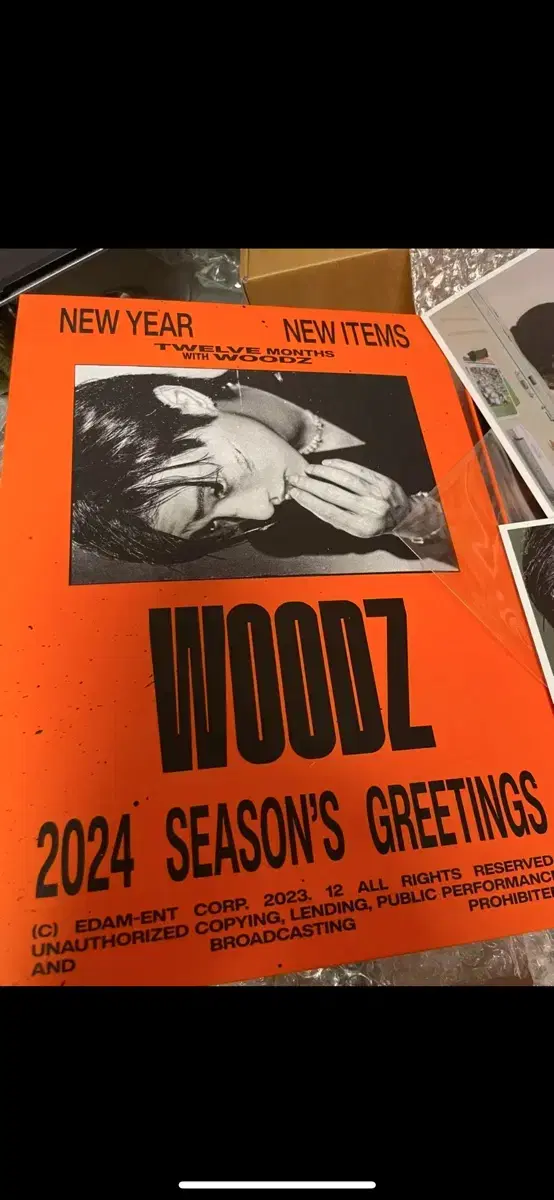 NEW YEAR NEW ITEMS
TWELVE MONTHS
WITH WOODZ
WOODZ
2024 SEASON'S GREETINGS
(C) EDAM-ENT CORP. 2023. 12 ALL RIGHTS RESERVED.
UNAUTHORIZED COPYING, LENDING, PUBLIC PERFORMANCE
AND BROADCASTING PROHIBITED